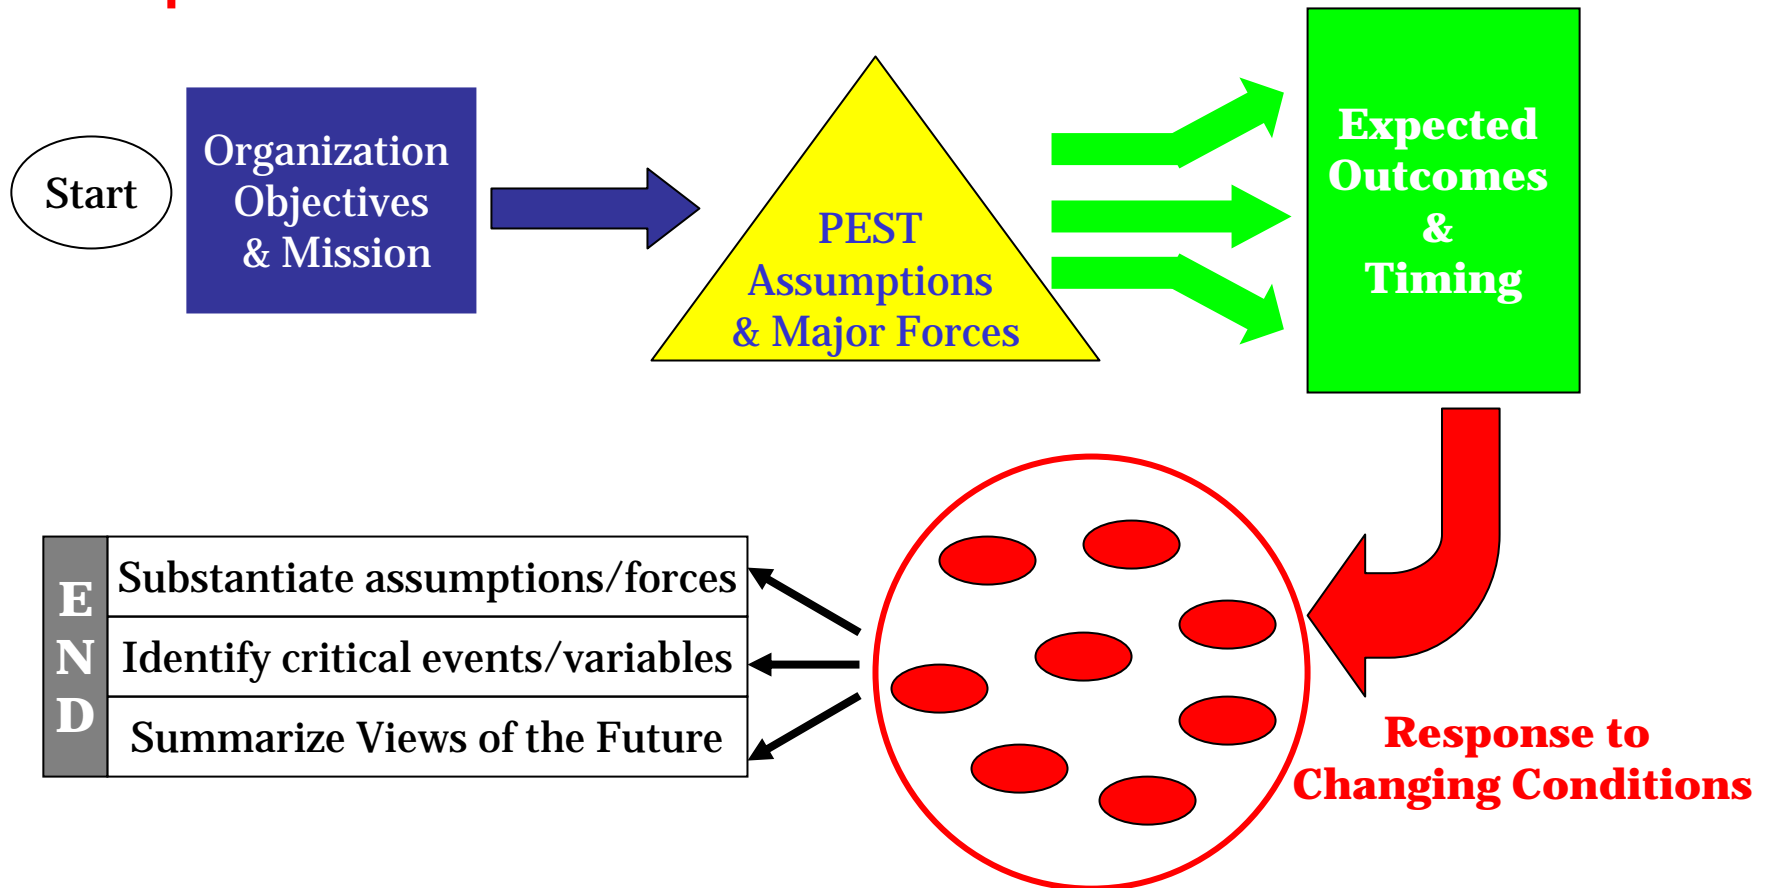 Start
Organization
Objectives
& Mission
PEST
Assumptions
& Major Forces
Expected
Outcomes
&
Timing
Response to
Changing Conditions
E
N
D
Substantiate assumptions/forces
Identify critical events/variables
Summarize Views of the Future